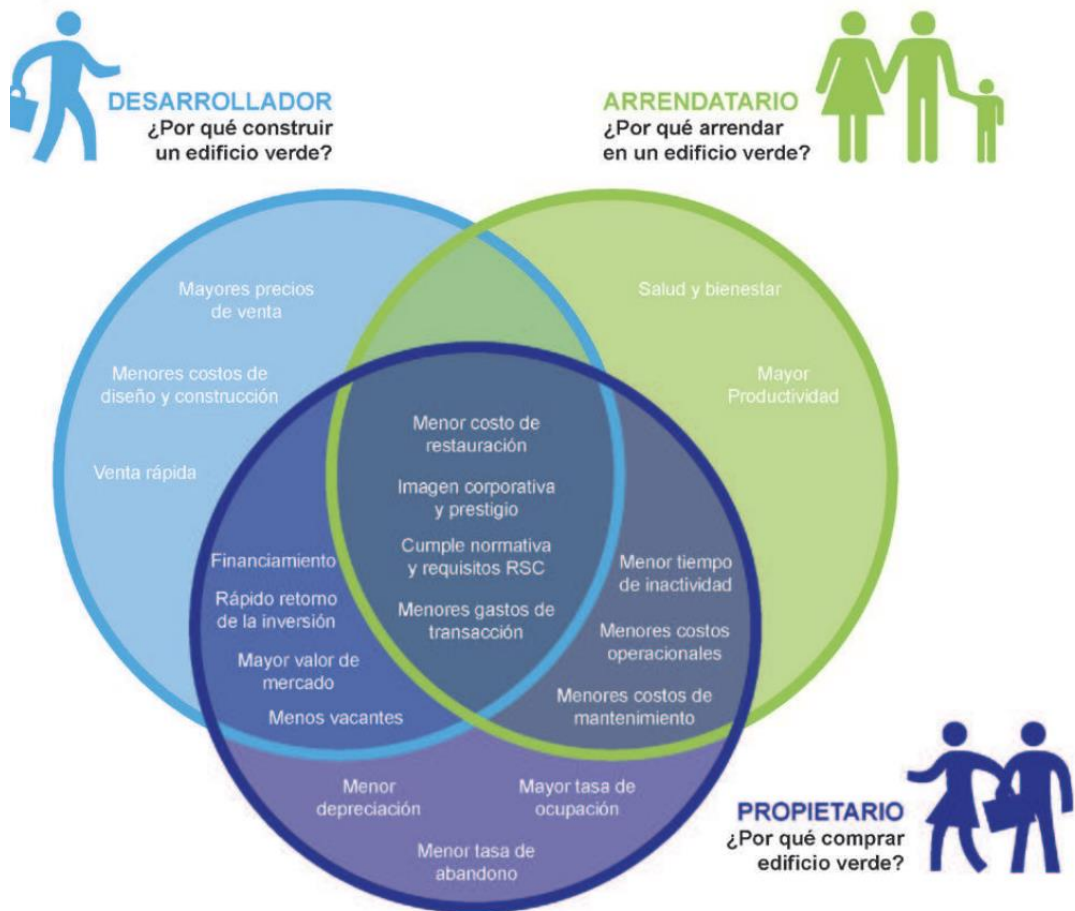 DESARROLLADOR
¿Por qué construir
un edificio verde?
ARRENDATARIO
¿Por qué arrendar
en un edificio verde?
Mayores precios
de venta
Menores costos de
diseño y construcción
Venta rápida
Salud y bienestar
Mayor
Productividad
Menor costo de
restauración
Imagen corporativa
y prestigio
Cumple normativa
y requisitos RSC
Menores gastos de
transacción
Financiamiento
Rápido retorno
de la inversión
Mayor valor de
mercado
Menos vacantes
Menor tiempo
de inactividad
Menores costos
operacionales
Menores costos de
mantenimiento
Menor
depreciación
Mayor tasa de
ocupación
Menor tasa de
abandono
PROPIETARIO
¿Por qué comprar
edificio verde?